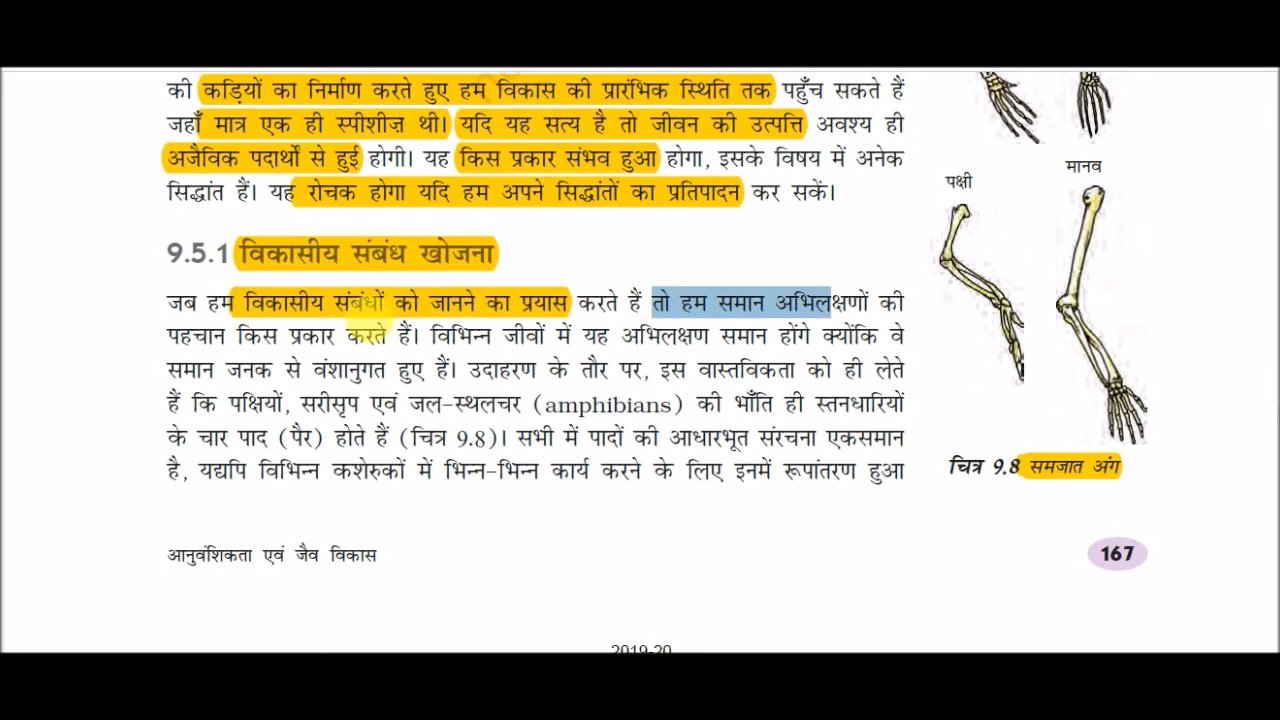 की कड़ियों का निर्माण करते हुए हम विकास की प्रारंभिक स्थिति तक पहुँच सकते हैं
जहाँ मात्र एक ही स्पीशीज़ थी। यदि यह सत्य है तो जीवन की उत्पत्ति अवश्य ही
अजैविक पदार्थों से हुई होगी। यह किस प्रकार संभव हुआ होगा, इसके विषय में अनेक
सिद्धांत हैं। यह रोचक होगा यदि हम अपने सिद्धांतों का प्रतिपादन कर सकें।
9.5.1 विकासीय संबंध खोजना
जब हम विकासीय संबंधों को जानने का प्रयास करते हैं तो हम समान अभिलक्षणों की
पहचान किस प्रकार करते हैं। विभिन्न जीवों में यह अभिलक्षण समान होंगे क्योंकि वे
समान जनक से वंशानुगत हुए हैं। उदाहरण के तौर पर, इस वास्तविकता को ही लेते
हैं कि पक्षियों, सरीसृप एवं जल-स्थलचर (amphibians) की भाँति ही स्तनधारियों
के चार पाद (पैर) होते हैं (चित्र 9.8)। सभी में पादों की आधारभूत संरचना एकसमान
है, यद्यपि विभिन्न कशेरुकों में भिन्न-भिन्न कार्य करने के लिए इनमें रूपांतरण हुआ
पक्षी
मानव
चित्र 9.8 समजात अंग
आनुवंशिकता एवं जैव विकास
167
2019-20